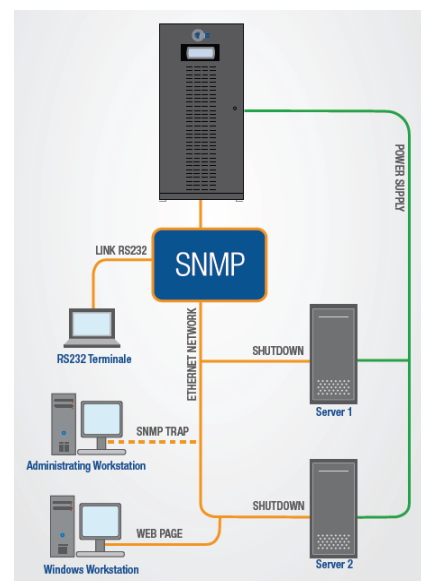 POWER SUPPLY
LINK RS232
SNMP
RS232 Terminale
ETHERNET NETWORK
SHUTDOWN
Server 1
SNMP TRAP
Administrating Workstation
SHUTDOWN
WEB PAGE
Server 2
Windows Workstation